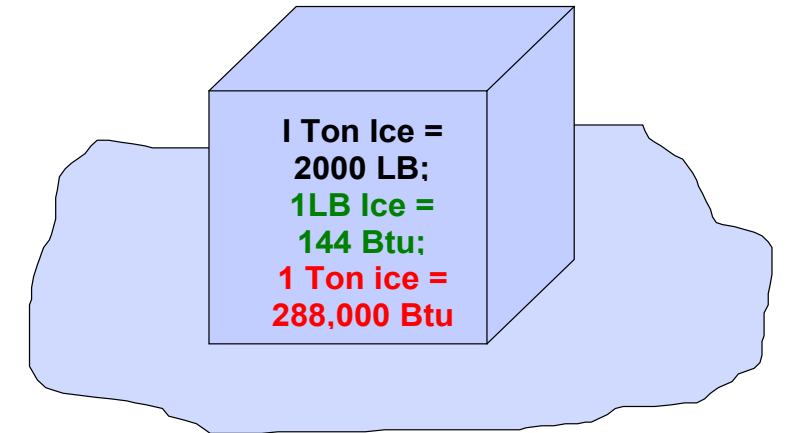 I Ton Ice =
2000 LB;
1LB Ice =
144 Btu;
1 Ton ice =
288,000 Btu